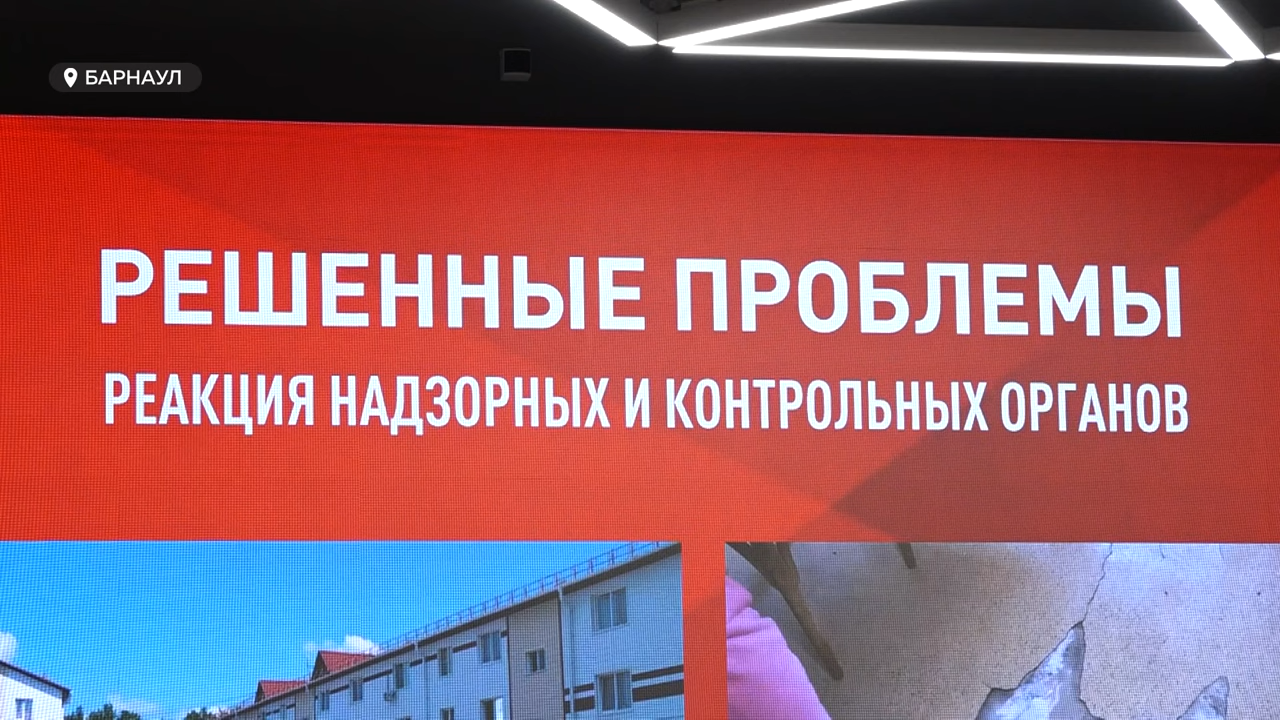 БАРНАУЛ
РЕШЕННЫЕ ПРОБЛЕМЫ
РЕАКЦИЯ НАДЗОРНЫХ И КОНТРОЛЬНЫХ ОРГАНОВ